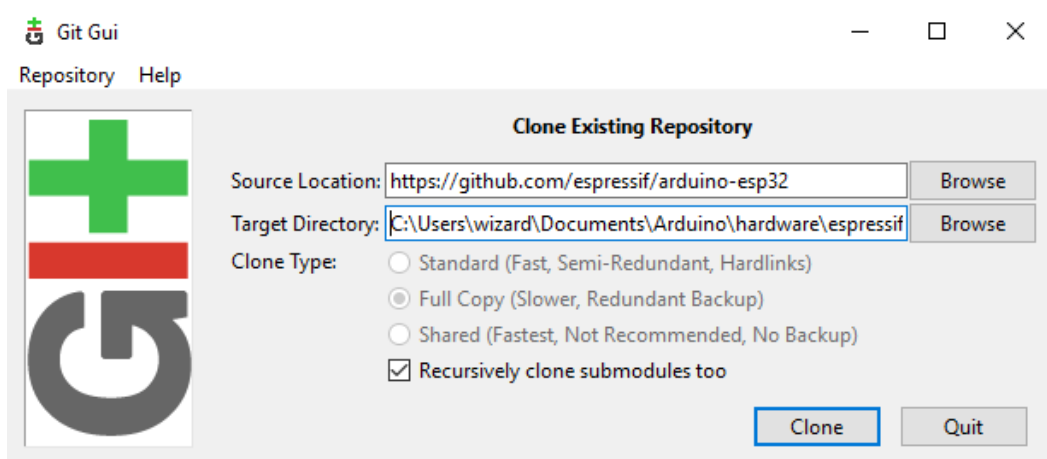 Git Gui
Repository Help
Clone Existing Repository
Source Location: https://github.com/espressif/arduino-esp32 Browse
Target Directory: C:\Users\wizard\Documents\Arduino\hardware\espressif Browse
Clone Type: Standard (Fast, Semi-Redundant, Hardlinks)
Full Copy (Slower, Redundant Backup)
Shared (Fastest, Not Recommended, No Backup)
Recursively clone submodules too
Clone Quit